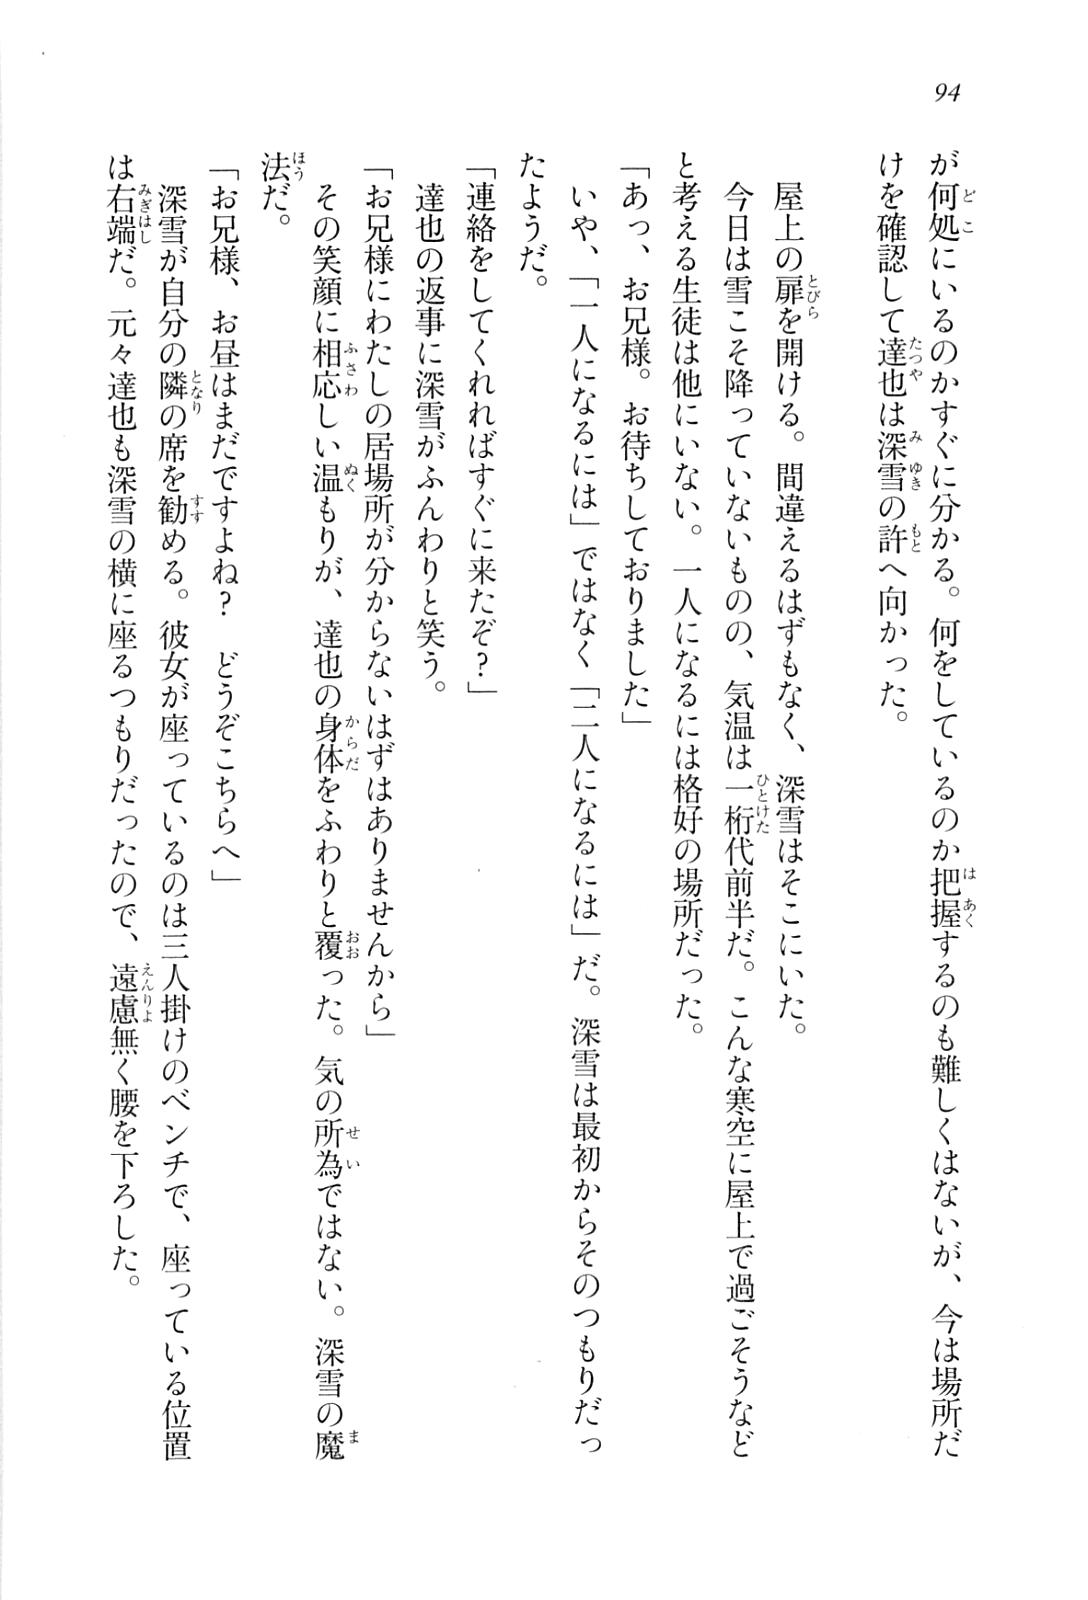 94
が何処にいるのかすぐに分かる。何をしているのか把握するのも難しくはないが、今は場所だ
けを確認して達也は深雪の許へ向かった。
屋上の扉を開ける。間違えるはずもなく、深雪はそこにいた。
今日は雪こそ降っていないものの、気温は一桁代前半だ。こんな寒空に屋上で過ごそうなど
と考える生徒は他にいない。一人になるには格好の場所だった。
「あっ、お兄様。お待ちしておりました」
いや、「一人になるには」ではなく「二人になるには」だ。深雪は最初からそのつもりだっ
たようだ。
「連絡をしてくれればすぐに来たぞ?」
達也の返事に深雪がふんわりと笑う。
「お兄様にわたしの居場所が分からないはずはありませんから」
その笑顔に相応しい温もりが、達也の身体をふわりと覆った。気の所為ではない。深雪の魔
法だ。
「お兄様、お昼はまだですよね? どうぞこちらへ」
深雪が自分の隣の席を勧める。彼女が座っているのは三人掛けのベンチで、座っている位置
は右端だ。元々達也も深雪の横に座るつもりだったので、遠慮無く腰を下ろした。